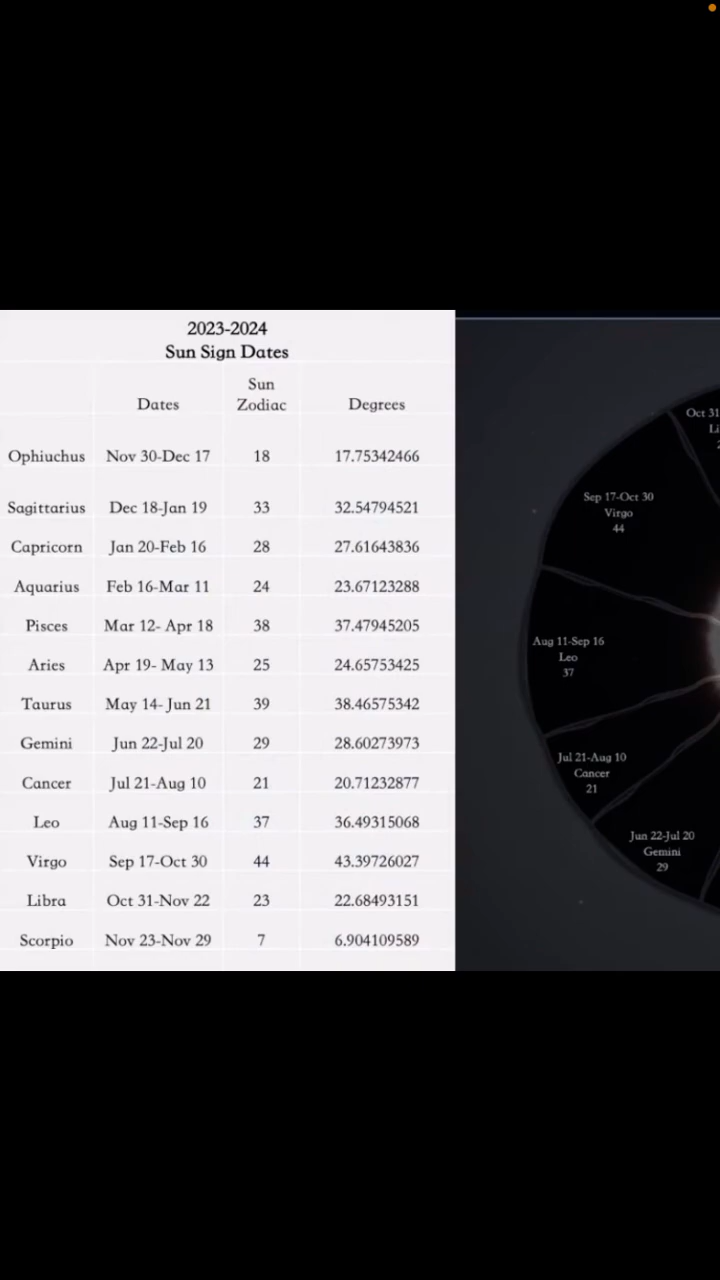 2023-2024
Sun Sign Dates
Dates Sun Zodiac Degrees
Ophiuchus Nov 30-Dec 17 18 17.75342466
Sagittarius Dec 18-Jan 19 33 32.54794521
Capricorn Jan 20-Feb 16 28 27.61643836
Aquarius Feb 16-Mar 11 24 23.67123288
Pisces Mar 12- Apr 18 38 37.47945205
Aries Apr 19- May 13 25 24.65753425
Taurus May 14- Jun 21 39 38.46575342
Gemini Jun 22-Jul 20 29 28.60273973
Cancer Jul 21-Aug 10 21 20.71232877
Leo Aug 11-Sep 16 37 36.49315068
Virgo Sep 17-Oct 30 44 43.39726027
Libra Oct 31-Nov 22 23 22.68493151
Scorpio Nov 23-Nov 29 7 6.904109589
Oct 31
Li
Sep 17-Oct 30
Virgo
44
Aug 11-Sep 16
Leo
37
Jul 21-Aug 10
Cancer
21
Jun 22-Jul 20
Gemini
29